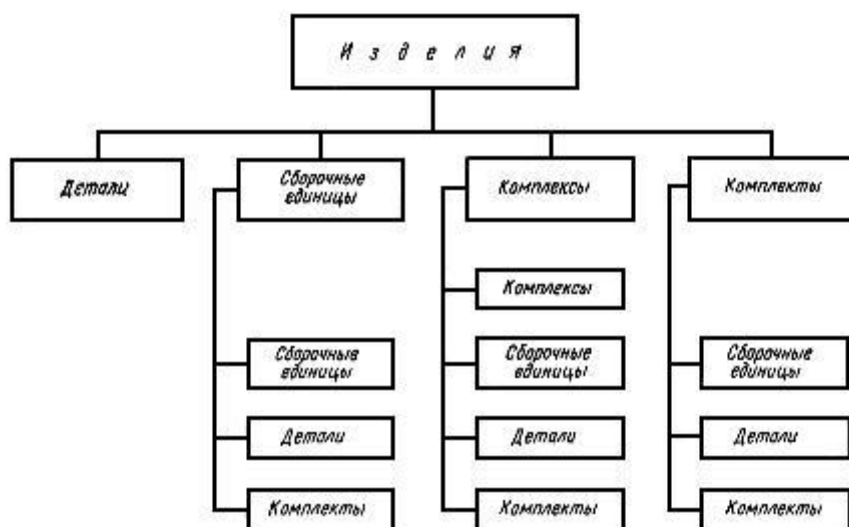 Изделия
Детали
Сборочные
единицы
Комплексы
Комплекты
Комплексы
Сборочные
единицы
Сборочные
единицы
Сборочные
единицы
Детали
Детали
Детали
Комплекты
Комплекты
Комплекты